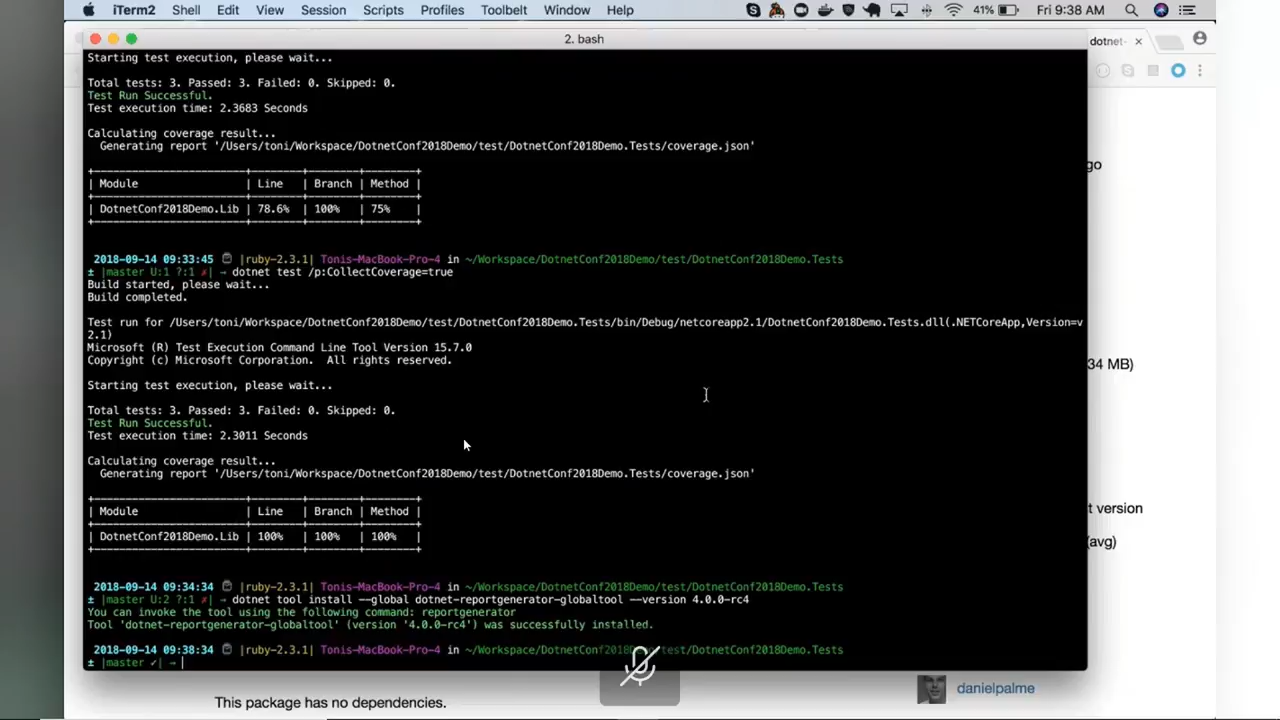 iTerm2 Shell Edit View Session Scripts Profiles Toolbelt Window Help 41% Fri 9:38 AM
2. bash
dotnet-
Starting test execution, please wait...
Total tests: 3. Passed: 3. Failed: 0. Skipped: 0.
Test Run Successful.
Test execution time: 2.3683 Seconds
Calculating coverage result...
Generating report '/Users/toni/Workspace/DotnetConf2018Demo/test/DotnetConf2018Demo.Tests/coverage.json'
go
| Module | Line | Branch | Method |
| DotnetConf2018Demo.Lib | 78.6% | 100% | 75% |
2018-09-14 09:33:45 |ruby-2.3.1| Tonis-MacBook-Pro-4 in ~/Workspace/DotnetConf2018Demo/test/DotnetConf2018Demo.Tests
± |master U:1 ?:1 ✗| → dotnet test /p:CollectCoverage=true
Build started, please wait...
Build completed.
Test run for /Users/toni/Workspace/DotnetConf2018Demo/test/DotnetConf2018Demo.Tests/bin/Debug/netcoreapp2.1/DotnetConf2018Demo.Tests.dll(.NETCoreApp,Version=v
2.1)
Microsoft (R) Test Execution Command Line Tool Version 15.7.0
Copyright (c) Microsoft Corporation. All rights reserved.
34 MB)
Starting test execution, please wait...
Total tests: 3. Passed: 3. Failed: 0. Skipped: 0.
Test Run Successful.
Test execution time: 2.3011 Seconds
Calculating coverage result...
Generating report '/Users/toni/Workspace/DotnetConf2018Demo/test/DotnetConf2018Demo.Tests/coverage.json'
| Module | Line | Branch | Method |
t version
| DotnetConf2018Demo.Lib | 100% | 100% | 100% |
(avg)
2018-09-14 09:34:34 |ruby-2.3.1| Tonis-MacBook-Pro-4 in ~/Workspace/DotnetConf2018Demo/test/DotnetConf2018Demo.Tests
± |master U:2 ?:1 ✗| → dotnet tool install --global dotnet-reportgenerator-globaltool --version 4.0.0-rc4
You can invoke the tool using the following command: reportgenerator
Tool 'dotnet-reportgenerator-globaltool' (version '4.0.0-rc4') was successfully installed.
2018-09-14 09:38:34 |ruby-2.3.1| Tonis-MacBook-Pro-4 in ~/Workspace/DotnetConf2018Demo/test/DotnetConf2018Demo.Tests
± |master ✓| →
This package has no dependencies.
danielpalme